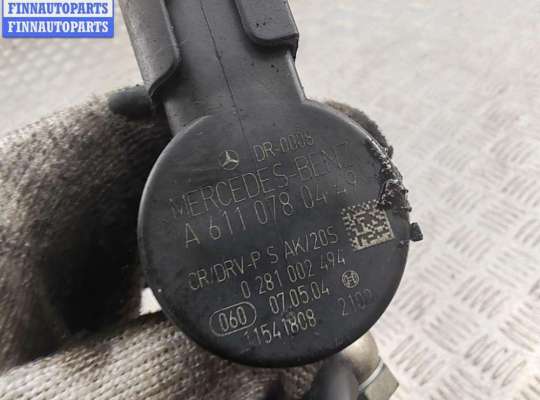 FINNAUTOPARTS
FINNAUTOPARTS
DR-0008
MERCEDES-BENZ
A 611 078 04 49
CR/DRV-P S AK/20S
0 281 002 494
060 07.05.04 2102
11541808